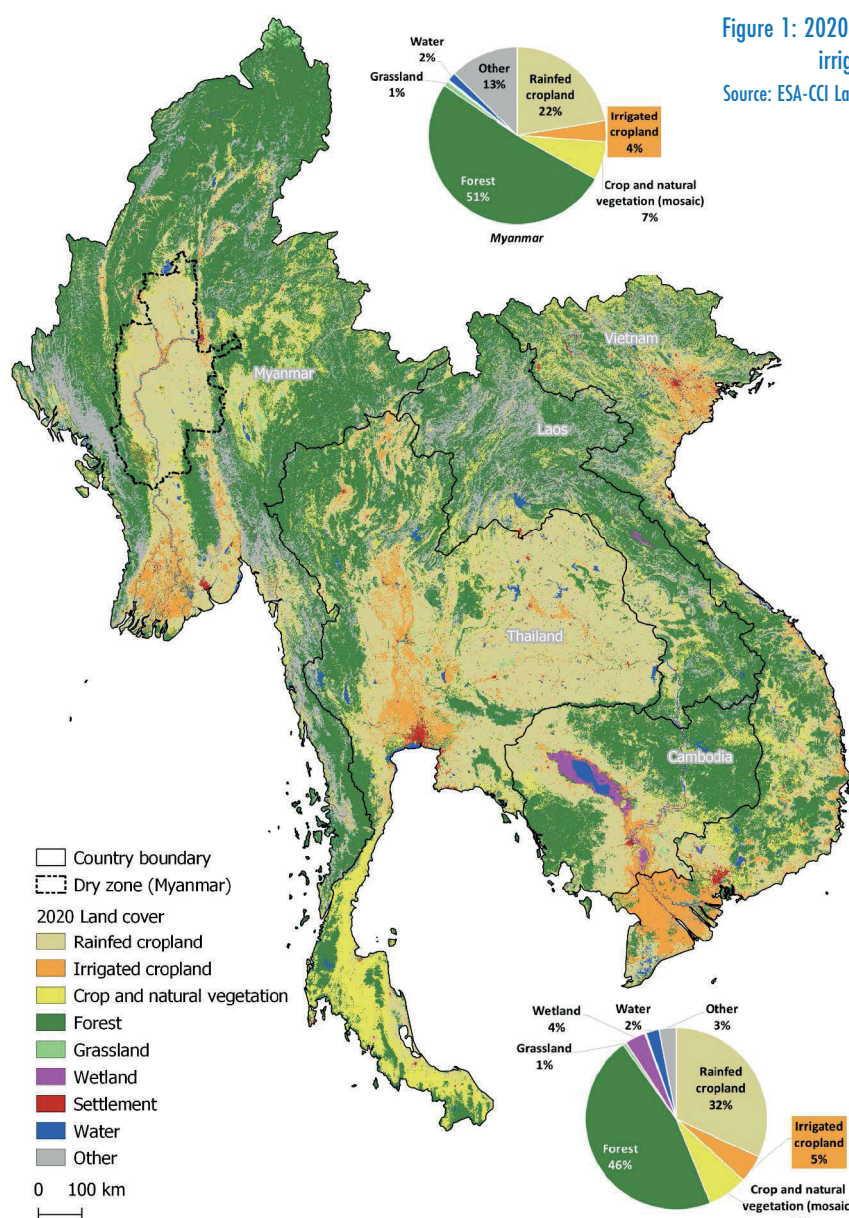 Figure 1: 2020
irrig
Source: ESA-CCI La
Water
2%
Other
13%
Grassland
1%
Rainfed
cropland
22%
Irrigated
cropland
4%
Forest
51%
Crop and natural
vegetation (mosaic)
7%
Myanmar
Vietnam
Myanmar
Laos
Thailand
Cambodia
Country boundary
Dry zone (Myanmar)
2020 Land cover
Rainfed cropland
Irrigated cropland
Crop and natural vegetation
Forest
Grassland
Wetland
Settlement
Water
Other
0 100 km
Wetland
4%
Water
2%
Other
3%
Grassland
1%
Rainfed
cropland
32%
Irrigated
cropland
5%
Forest
46%
Crop and natural
vegetation (mosaic